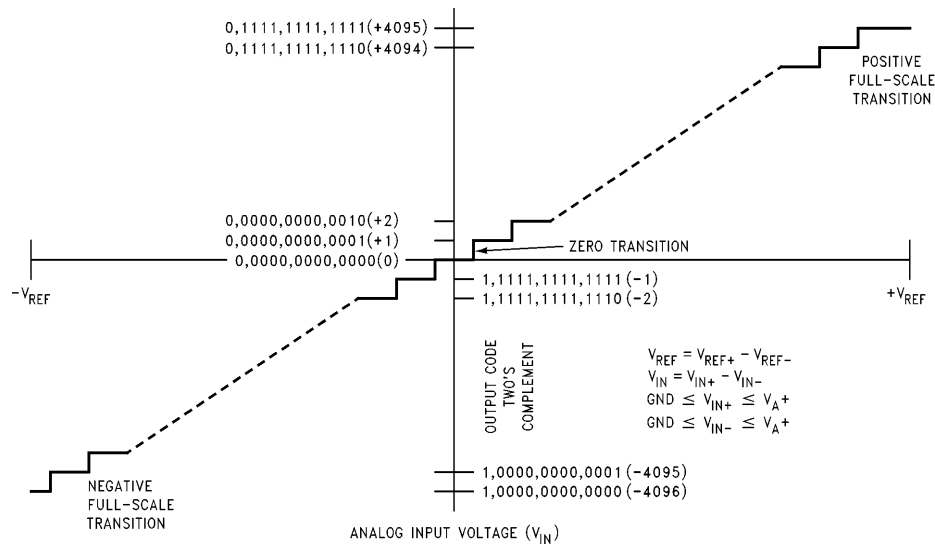 0,1111,1111,1111(+4095)
0,1111,1111,1110(+4094)
POSITIVE
FULL-SCALE
TRANSITION
0,0000,0000,0010(+2)
0,0000,0000,0001(+1)
ZERO TRANSITION
0,0000,0000,0000(0)
1,1111,1111,1111(-1)
-VREF
+VREF
1,1111,1111,1110(-2)
OUTPUT CODE
TWO'S
COMPLEMENT
VREF = VREF+ - VREF-
VIN = VIN+ - VIN-
GND ≤ VIN+ ≤ VA+
GND ≤ VIN- ≤ VA+
1,0000,0000,0001(-4095)
1,0000,0000,0000(-4096)
NEGATIVE
FULL-SCALE
TRANSITION
ANALOG INPUT VOLTAGE (VIN)